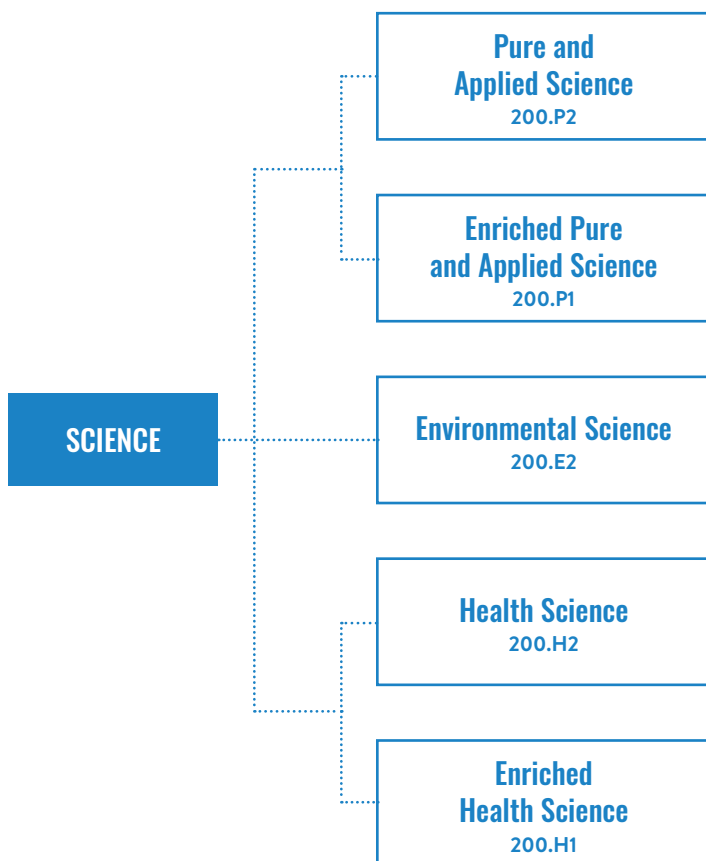 Pure and
Applied Science
200.P2
Enriched Pure
and Applied Science
200.P1
SCIENCE
Environmental Science
200.E2
Health Science
200.H2
Enriched
Health Science
200.H1